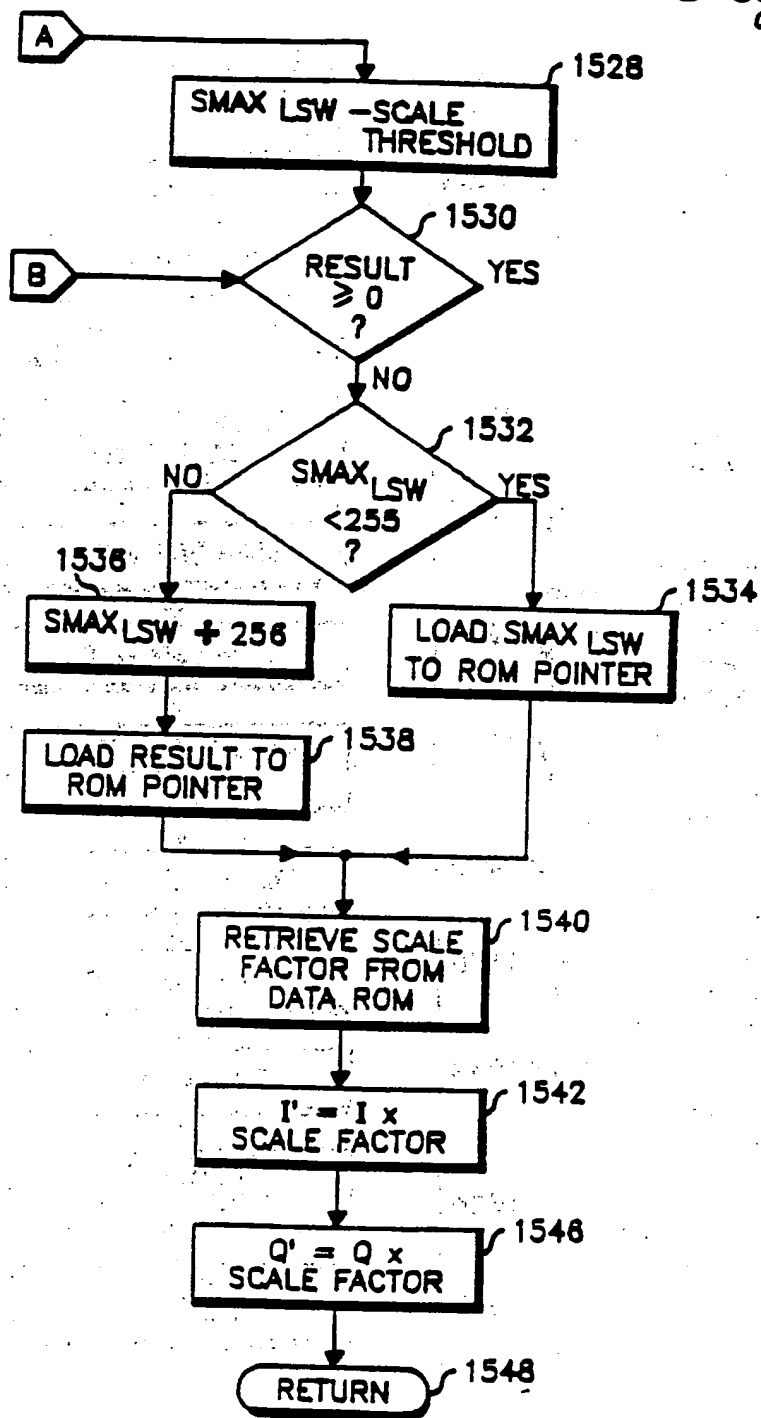 A
1528
SMAX LSW -SCALE
THRESHOLD
1530
B
RESULT
≥ 0
?
YES
NO
1532
SMAX LSW
<255
?
NO
YES
1536
SMAX LSW ÷ 256
1534
LOAD SMAX LSW
TO ROM POINTER
1538
LOAD RESULT TO
ROM POINTER
1540
RETRIEVE SCALE
FACTOR FROM
DATA ROM
1542
I' = I x
SCALE FACTOR
1546
Q' = Q x
SCALE FACTOR
1548
RETURN